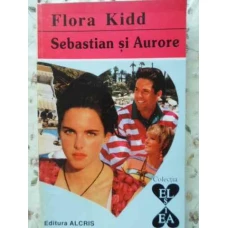 Flora Kidd
Sebastian și Aurore
Colecția
EL
ȘI
EA
Editura ALCRIS